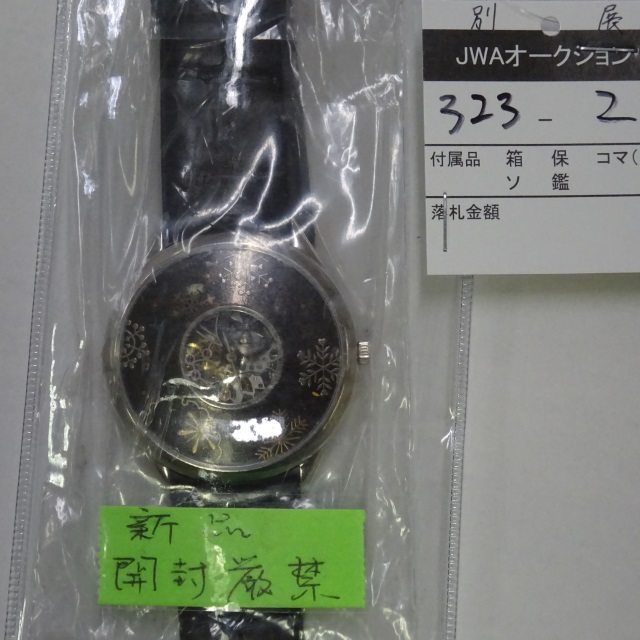 別 展
JWAオークション
323 - 2
付属品 箱 保 コマ(
ソ 鑑
落札金額
新品
開封厳禁